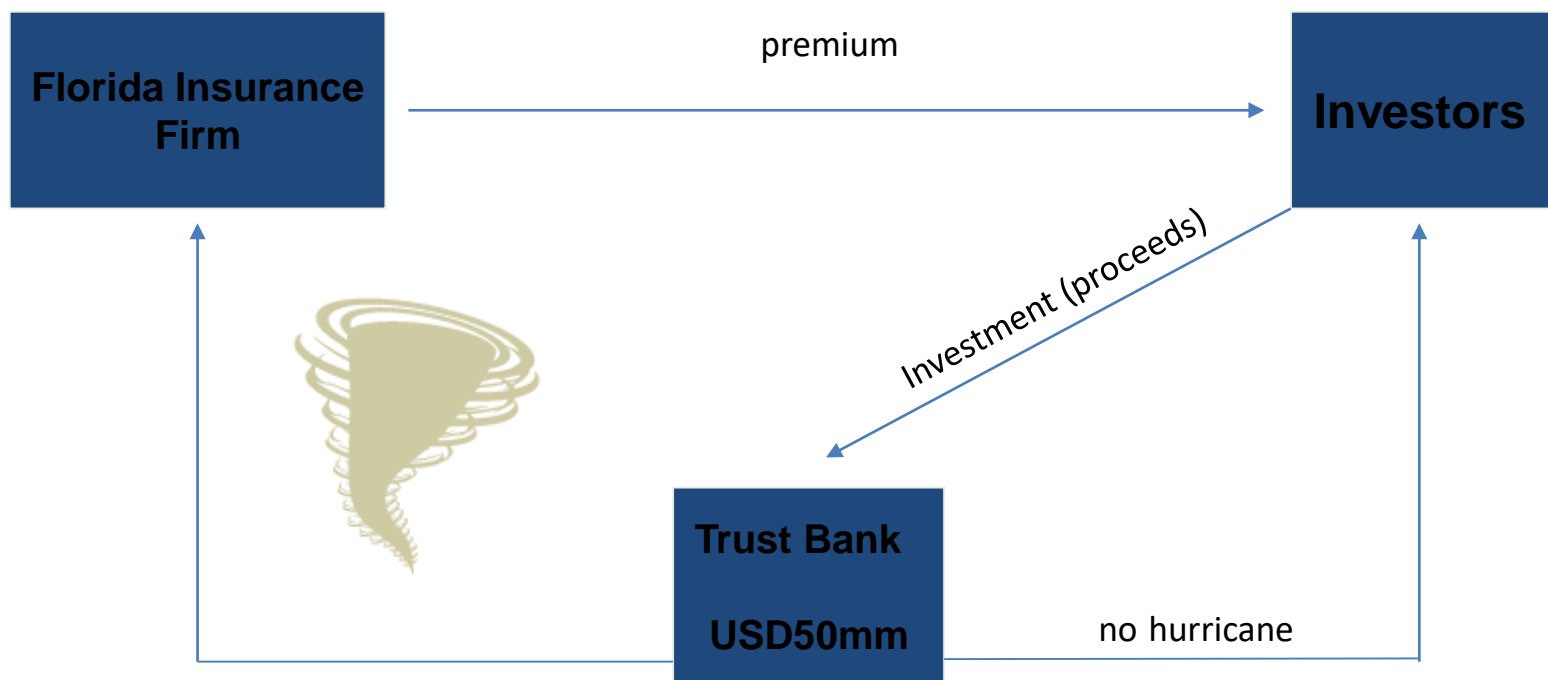 premium
Florida Insurance
Firm
Investors
Investment (proceeds)
Trust Bank
USD50mm
no hurricane